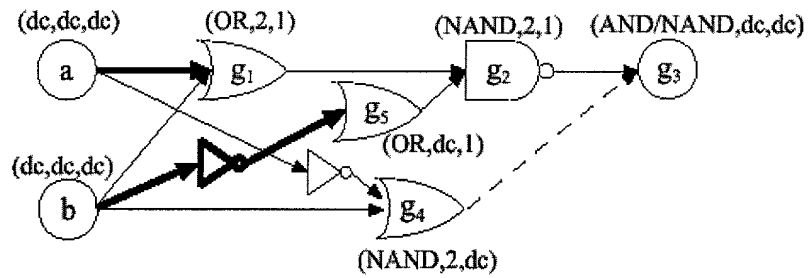 (dc,dc,dc)
(OR,2,1)
(NAND,2,1)
(AND/NAND,dc,dc)
a
g1
g2
g3
g5
(OR,dc,1)
(dc,dc,dc)
b
g4
(NAND,2,dc)